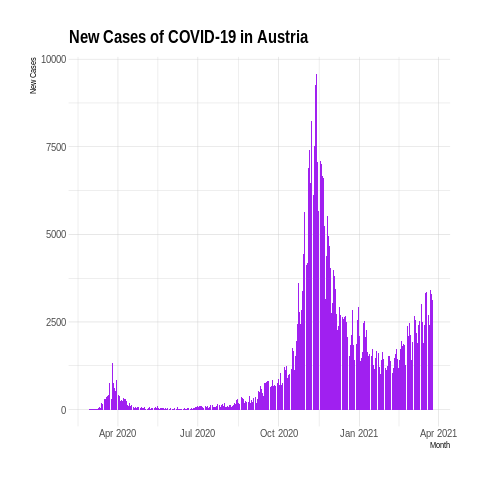 New Cases of COVID-19 in Austria
New Cases
10000
7500
5000
2500
0
Apr 2020
Jul 2020
Oct 2020
Jan 2021
Apr 2021
Month